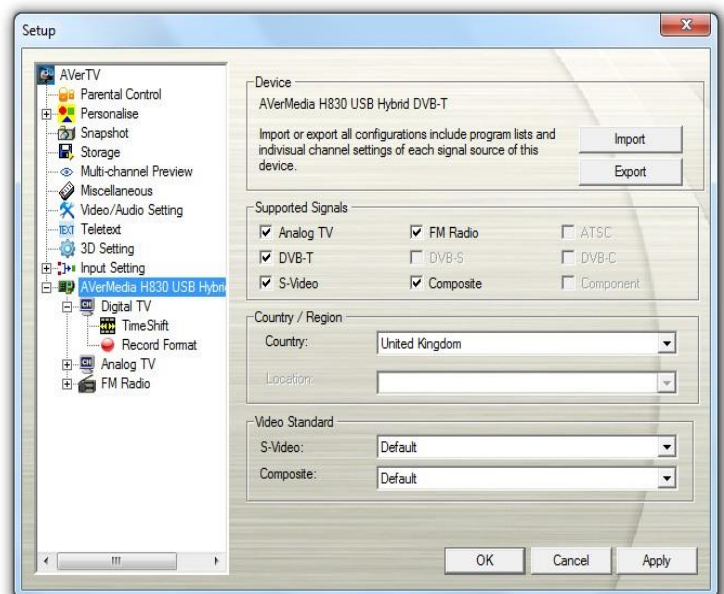 Setup
AVerTV
Parental Control
Personalise
Snapshot
Storage
Multi-channel Preview
Miscellaneous
Video/Audio Setting
TEXT Teletext
3D Setting
Input Setting
AVerMedia H830 USB Hybri
CH Digital TV
TimeShift
Record Format
CH Analog TV
FM Radio
Device
AVerMedia H830 USB Hybrid DVB-T
Import or export all configurations include program lists and
indivisual channel settings of each signal source of this
device.
Import
Export
Supported Signals
Analog TV FM Radio ATSC
DVB-T DVB-S DVB-C
S-Video Composite Component
Country / Region
Country: United Kingdom
Location:
Video Standard
S-Video: Default
Composite: Default
OK Cancel Apply